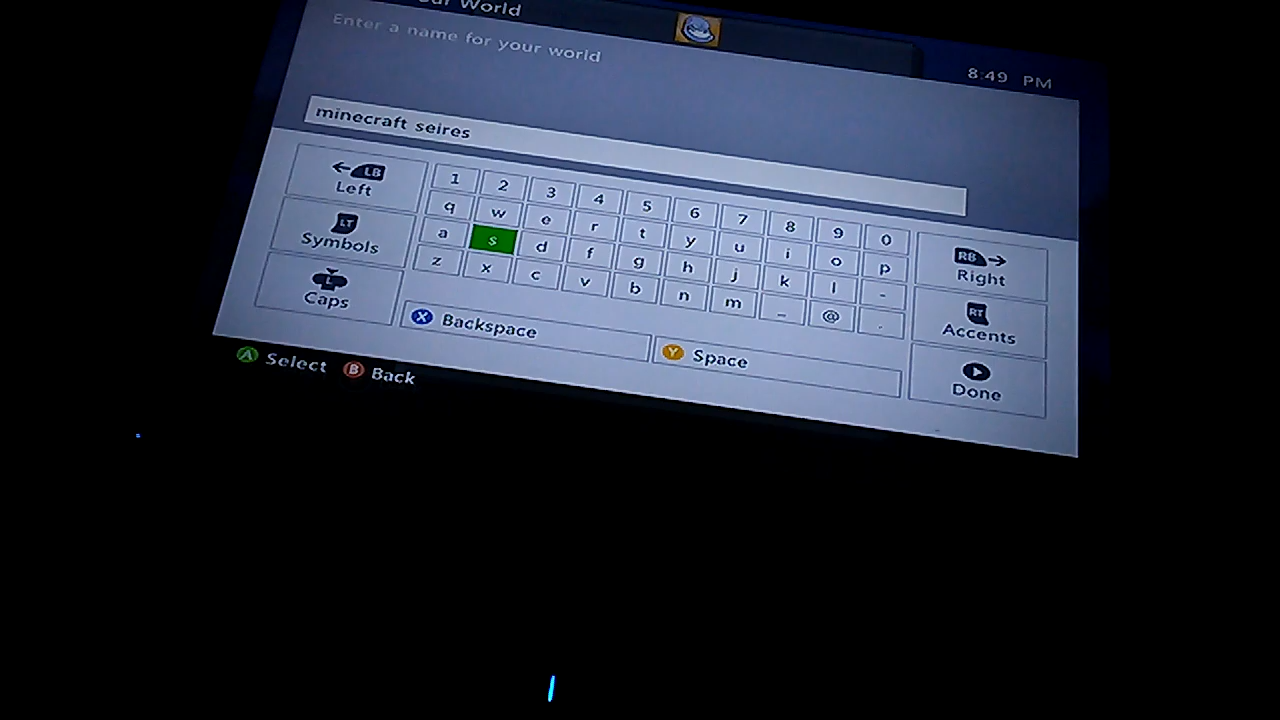 World
Enter a name for your world
8:49 PM
minecraft seires
LB
Left
1 2 3 4 5 6 7 8 9 0
q w e r t y u i o p
a s d f g h j k l -
z x c v b n m _ @ .
LT
Symbols
L
Caps
RB
Right
RT
Accents
X Backspace
Y Space
Done
A Select B Back